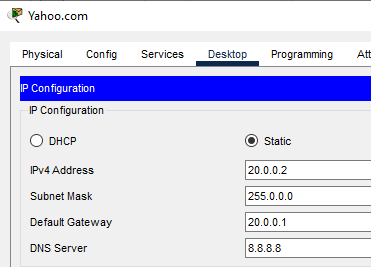 Yahoo.com
Physical Config Services Desktop Programming
IP Configuration
IP Configuration
DHCP Static
IPv4 Address 20.0.0.2
Subnet Mask 255.0.0.0
Default Gateway 20.0.0.1
DNS Server 8.8.8.8